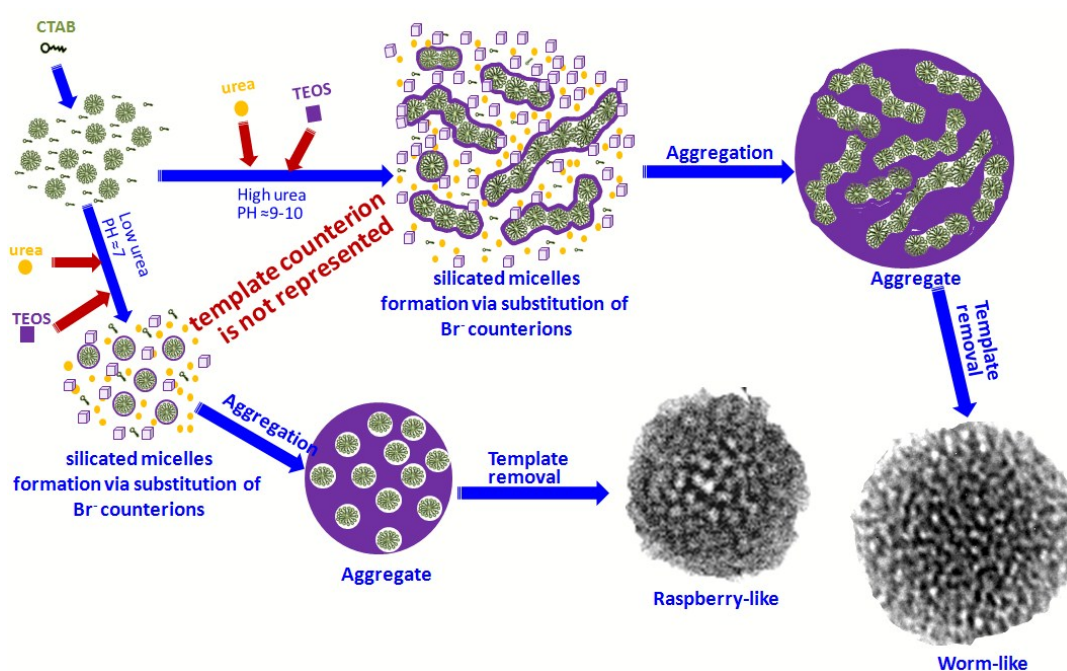 CTAB
urea
TEOS
High urea
PH ≈9-10
Low urea
PH ≈7
urea
TEOS
template counterion
is not represented
silicated micelles
formation via substitution of
Br⁻ counterions
Aggregation
Aggregate
Template
removal
silicated micelles
formation via substitution of
Br⁻ counterions
Aggregation
Aggregate
Template
removal
Raspberry-like
Worm-like